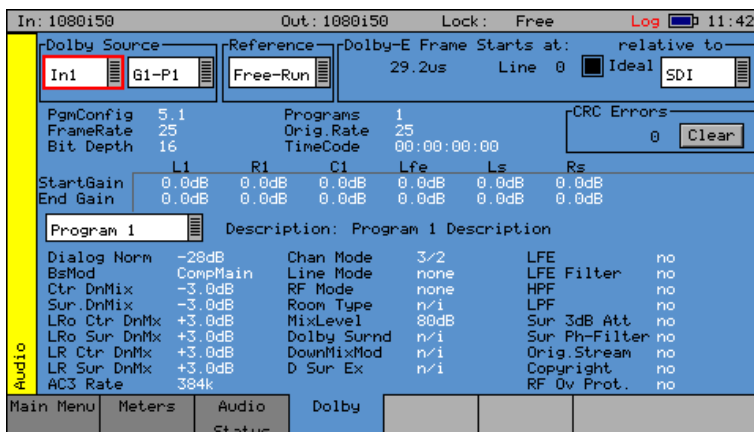 In: 1080i50 Out: 1080i50 Lock: Free Log 11:42
Dolby Source Reference Dolby-E Frame Starts at: relative to
In1 G1-P1 Free-Run 29.2us Line 0 Ideal SDI
PgmConfig 5.1 Programs 1 CRC Errors
FrameRate 25 Orig.Rate 25 0 Clear
Bit Depth 16 TimeCode 00:00:00:00
L1 R1 C1 Lfe Ls Rs
StartGain 0.0dB 0.0dB 0.0dB 0.0dB 0.0dB 0.0dB
End Gain 0.0dB 0.0dB 0.0dB 0.0dB 0.0dB 0.0dB
Program 1 Description: Program 1 Description
Dialog Norm -28dB Chan Mode 3/2 LFE no
BsMod CompMain Line Mode none LFE Filter no
Ctr DnMix -3.0dB RF Mode none HPF no
Sur.DnMix -3.0dB Room Type n/i LPF no
LRo Ctr DnMx +3.0dB MixLevel 80dB Sur 3dB Att no
LRo Sur DnMx +3.0dB Dolby Surnd n/i Sur Ph-Filter no
LR Ctr DnMx +3.0dB DownMixMod n/i Orig.Stream no
LR Sur DnMx +3.0dB D Sur Ex n/i Copyright no
AC3 Rate 384k RF Ov Prot. no
Audio
Main Menu Meters Audio Status Dolby